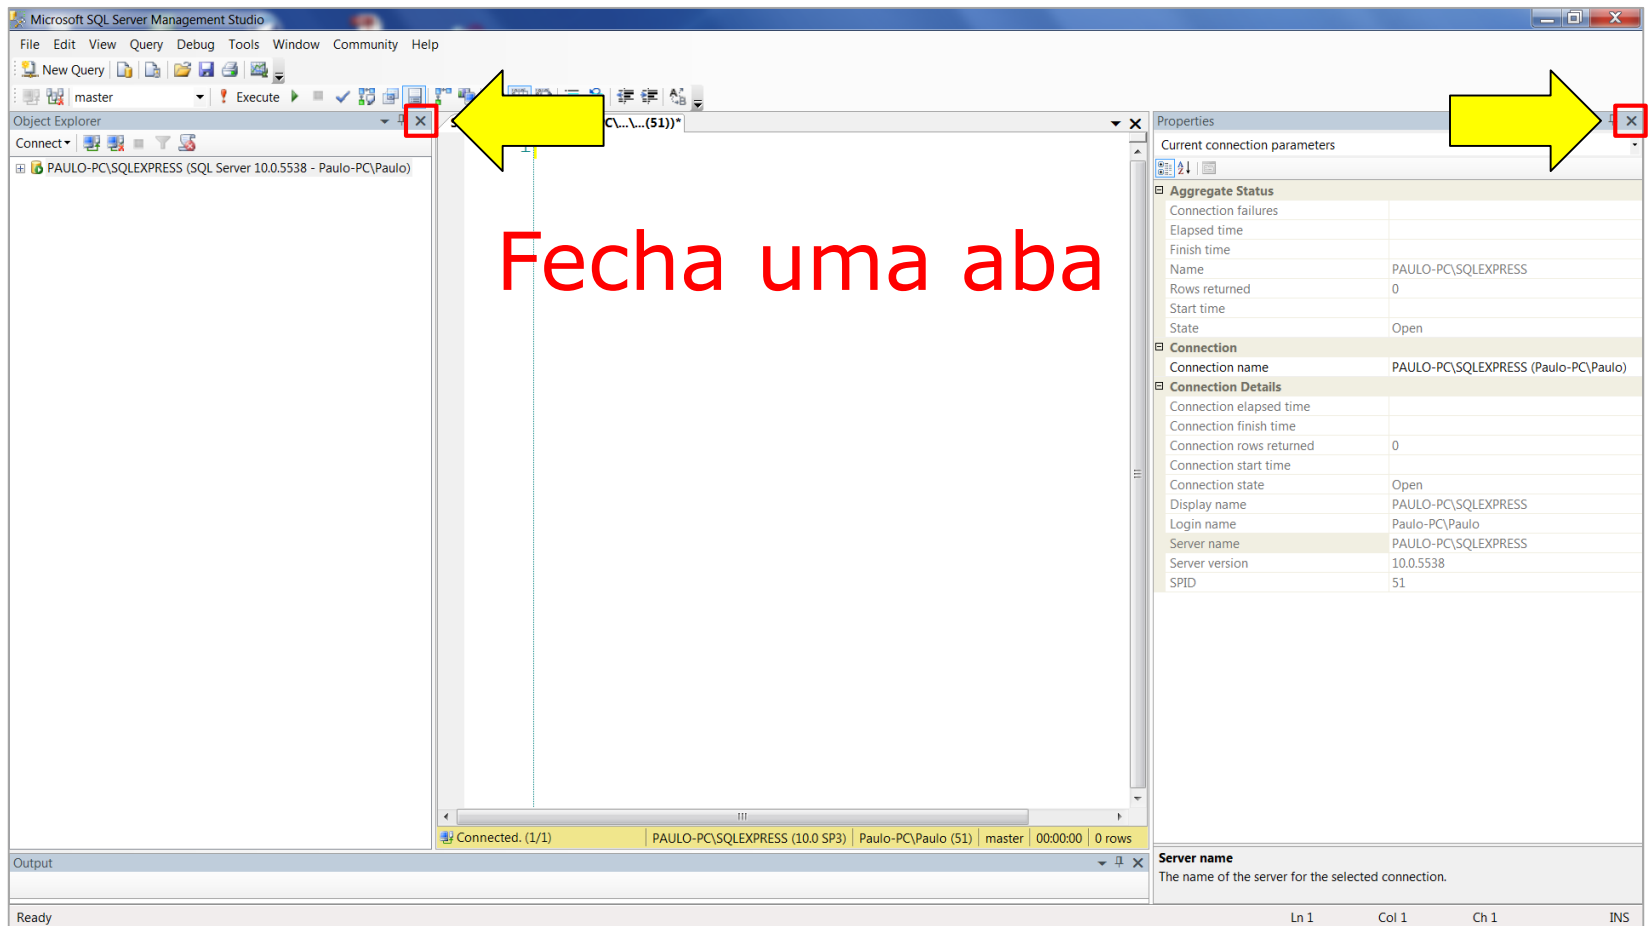 Microsoft SQL Server Management Studio
File Edit View Query Debug Tools Window Community Help
New Query
master Execute
Object Explorer
Connect
PAULO-PC\SQLEXPRESS (SQL Server 10.0.5538 - Paulo-PC\Paulo)
C\...\...(51))*
1
Fecha uma aba
Connected. (1/1) PAULO-PC\SQLEXPRESS (10.0 SP3) Paulo-PC\Paulo (51) master 00:00:00 0 rows
Output
Properties
Current connection parameters
Aggregate Status
Connection failures
Elapsed time
Finish time
Name PAULO-PC\SQLEXPRESS
Rows returned 0
Start time
State Open
Connection
Connection name PAULO-PC\SQLEXPRESS (Paulo-PC\Paulo)
Connection Details
Connection elapsed time
Connection finish time
Connection rows returned 0
Connection start time
Connection state Open
Display name PAULO-PC\SQLEXPRESS
Login name Paulo-PC\Paulo
Server name PAULO-PC\SQLEXPRESS
Server version 10.0.5538
SPID 51
Server name
The name of the server for the selected connection.
Ready Ln 1 Col 1 Ch 1 INS